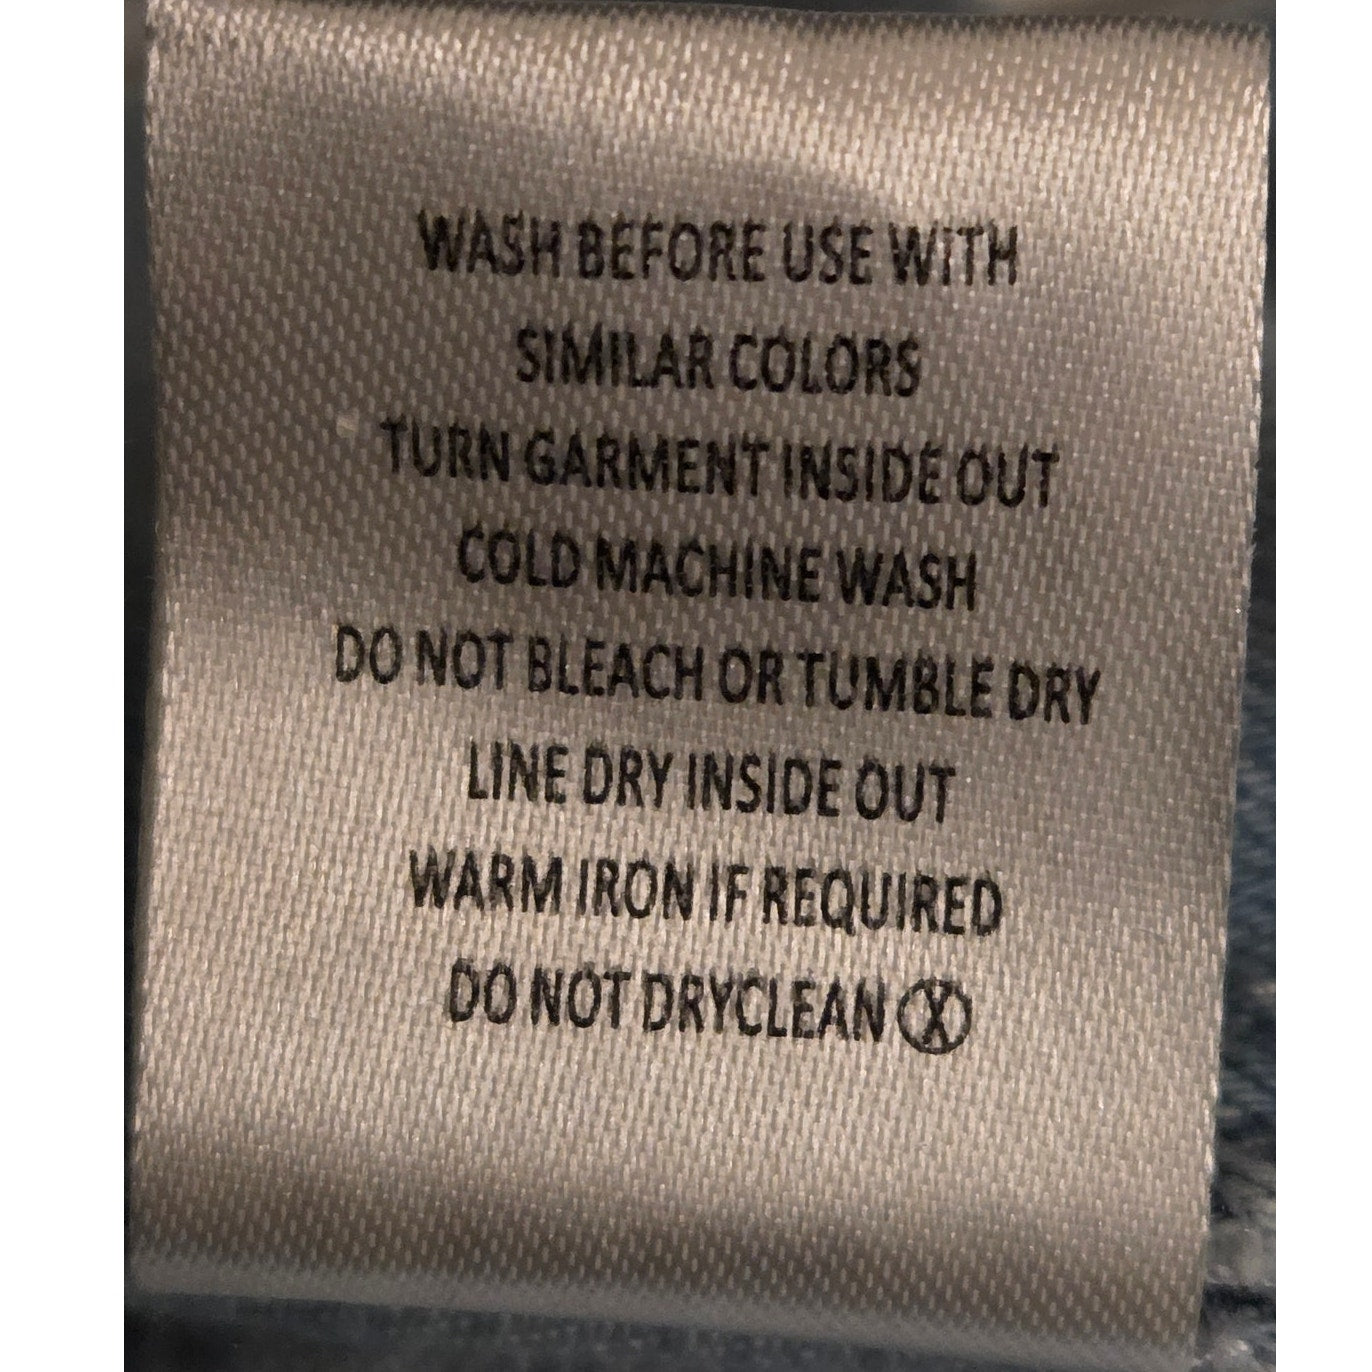 WASH BEFORE USE WITH
SIMILAR COLORS
TURN GARMENT INSIDE OUT
COLD MACHINE WASH
DO NOT BLEACH OR TUMBLE DRY
LINE DRY INSIDE OUT
WARM IRON IF REQUIRED
DO NOT DRYCLEAN Ⓧ